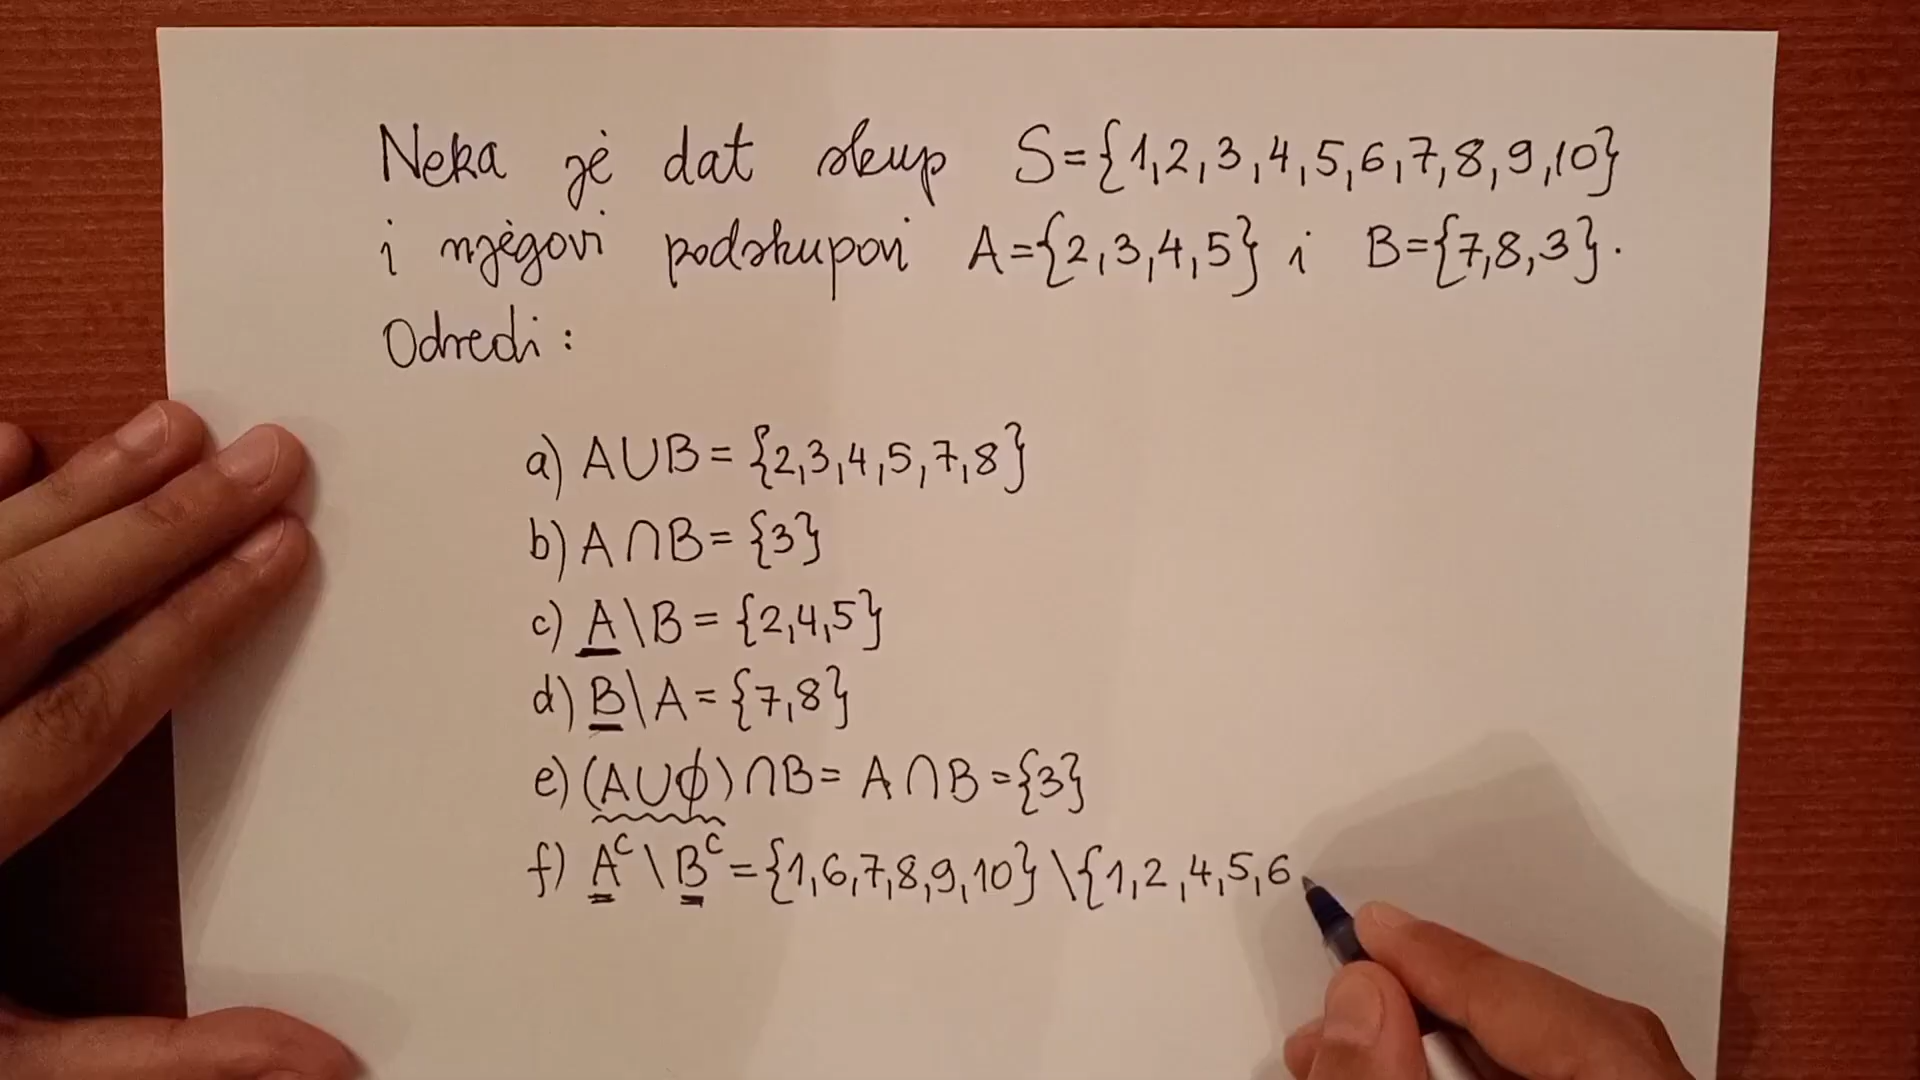 Neka je dat skup S={1,2,3,4,5,6,7,8,9,10}
i njegovi podskupovi A={2,3,4,5} i B={7,8,3}.
Odredi:
a) A∪B={2,3,4,5,7,8}
b) A∩B={3}
c) A\B={2,4,5}
d) B\A={7,8}
e) (A∪ϕ)∩B=A∩B={3}
f) Aᶜ\Bᶜ={1,6,7,8,9,10}\{1,2,4,5,6